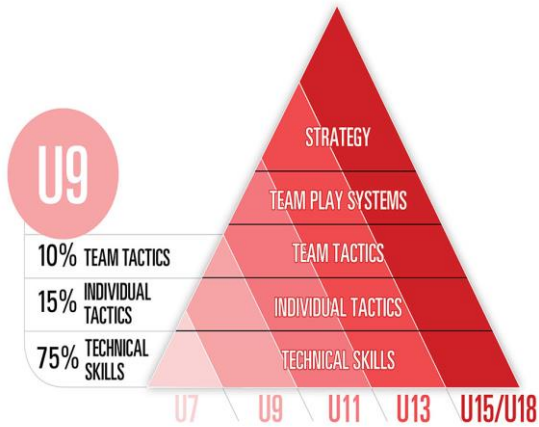 STRATEGY
U9
TEAM PLAY SYSTEMS
10% TEAM TACTICS
TEAM TACTICS
15% INDIVIDUAL
TACTICS
INDIVIDUAL TACTICS
75% TECHNICAL
SKILLS
TECHNICAL SKILLS
U7 U9 U11 U13 U15/U18